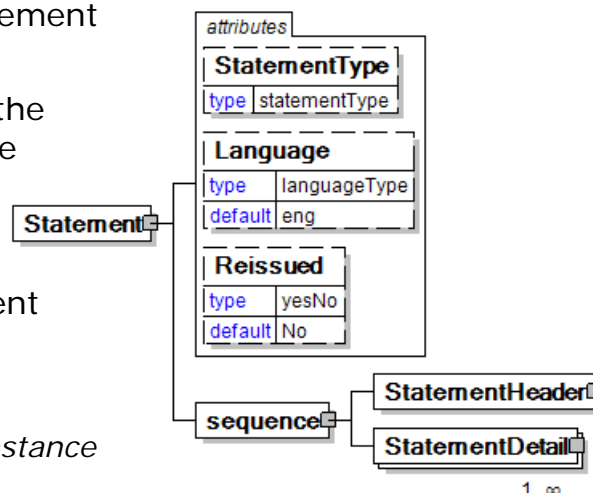 ement
the
e
ent
stance
attributes
StatementType
type statementType
Language
type languageType
default eng
Reissued
type yesNo
default No
Statement
sequence
StatementHeader
StatementDetail
1..∞